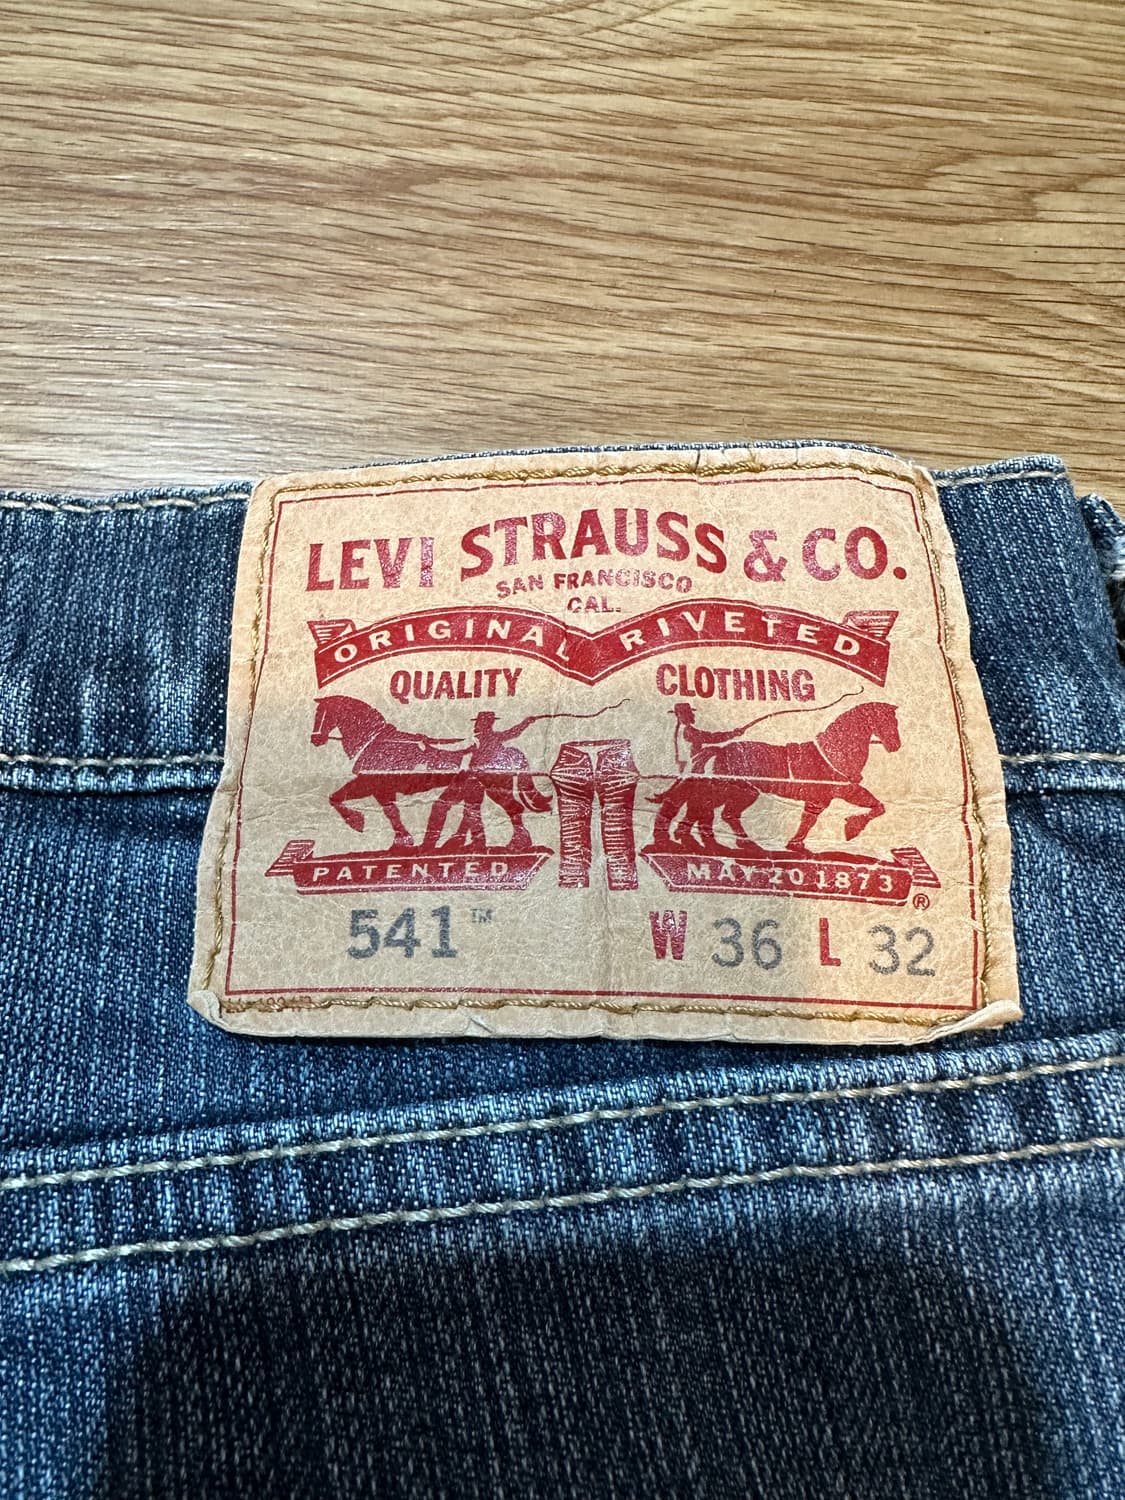 LEVI STRAUSS & CO.
SAN FRANCISCO
CAL.
ORIGINAL RIVETED
QUALITY CLOTHING
PATENTED MAY 20 1873 ®
541™ W 36 L 32